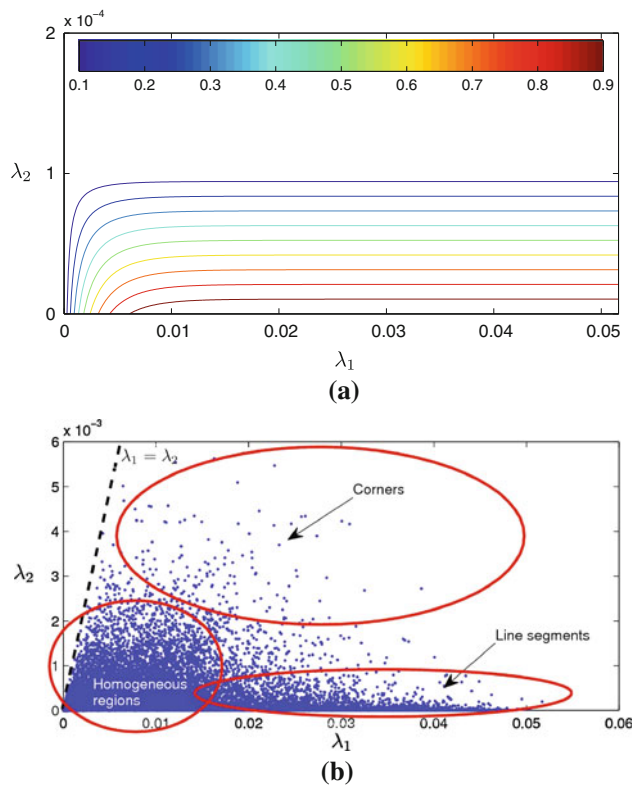 x 10⁻⁴
2
0.1 0.2 0.3 0.4 0.5 0.6 0.7 0.8 0.9
λ₂
1
0
0 0.01 0.02 0.03 0.04 0.05
λ₁
(a)
x 10⁻³
6
λ₁ = λ₂
5
Corners
4
λ₂
3
2
Line segments
1
Homogeneous
regions
0
0 0.01 0.02 0.03 0.04 0.05 0.06
λ₁
(b)